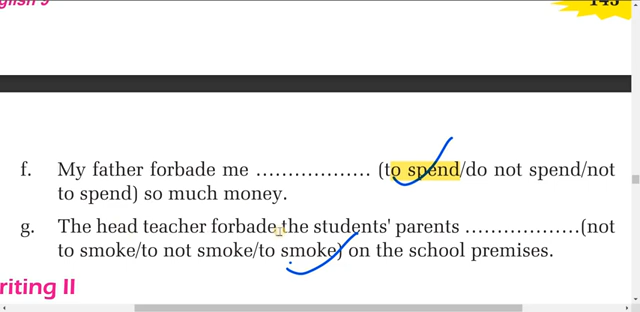 glish 9
145
f. My father forbade me .................. (to spend/do not spend/not
to spend) so much money.
g. The head teacher forbade the students' parents ..................(not
to smoke/to not smoke/to smoke) on the school premises.
riting II